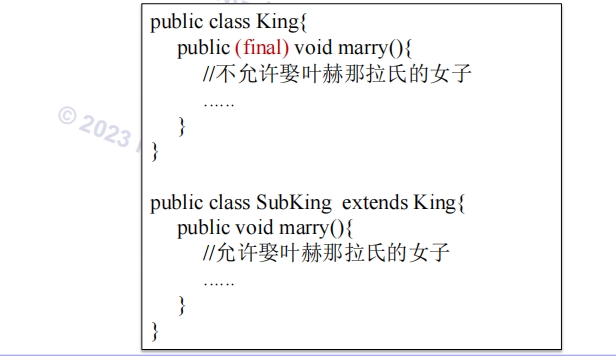 public class King{
public (final) void marry(){
//不允许娶叶赫那拉氏的女子
......
}
}
public class SubKing extends King{
public void marry(){
//允许娶叶赫那拉氏的女子
......
}
}
© 2023